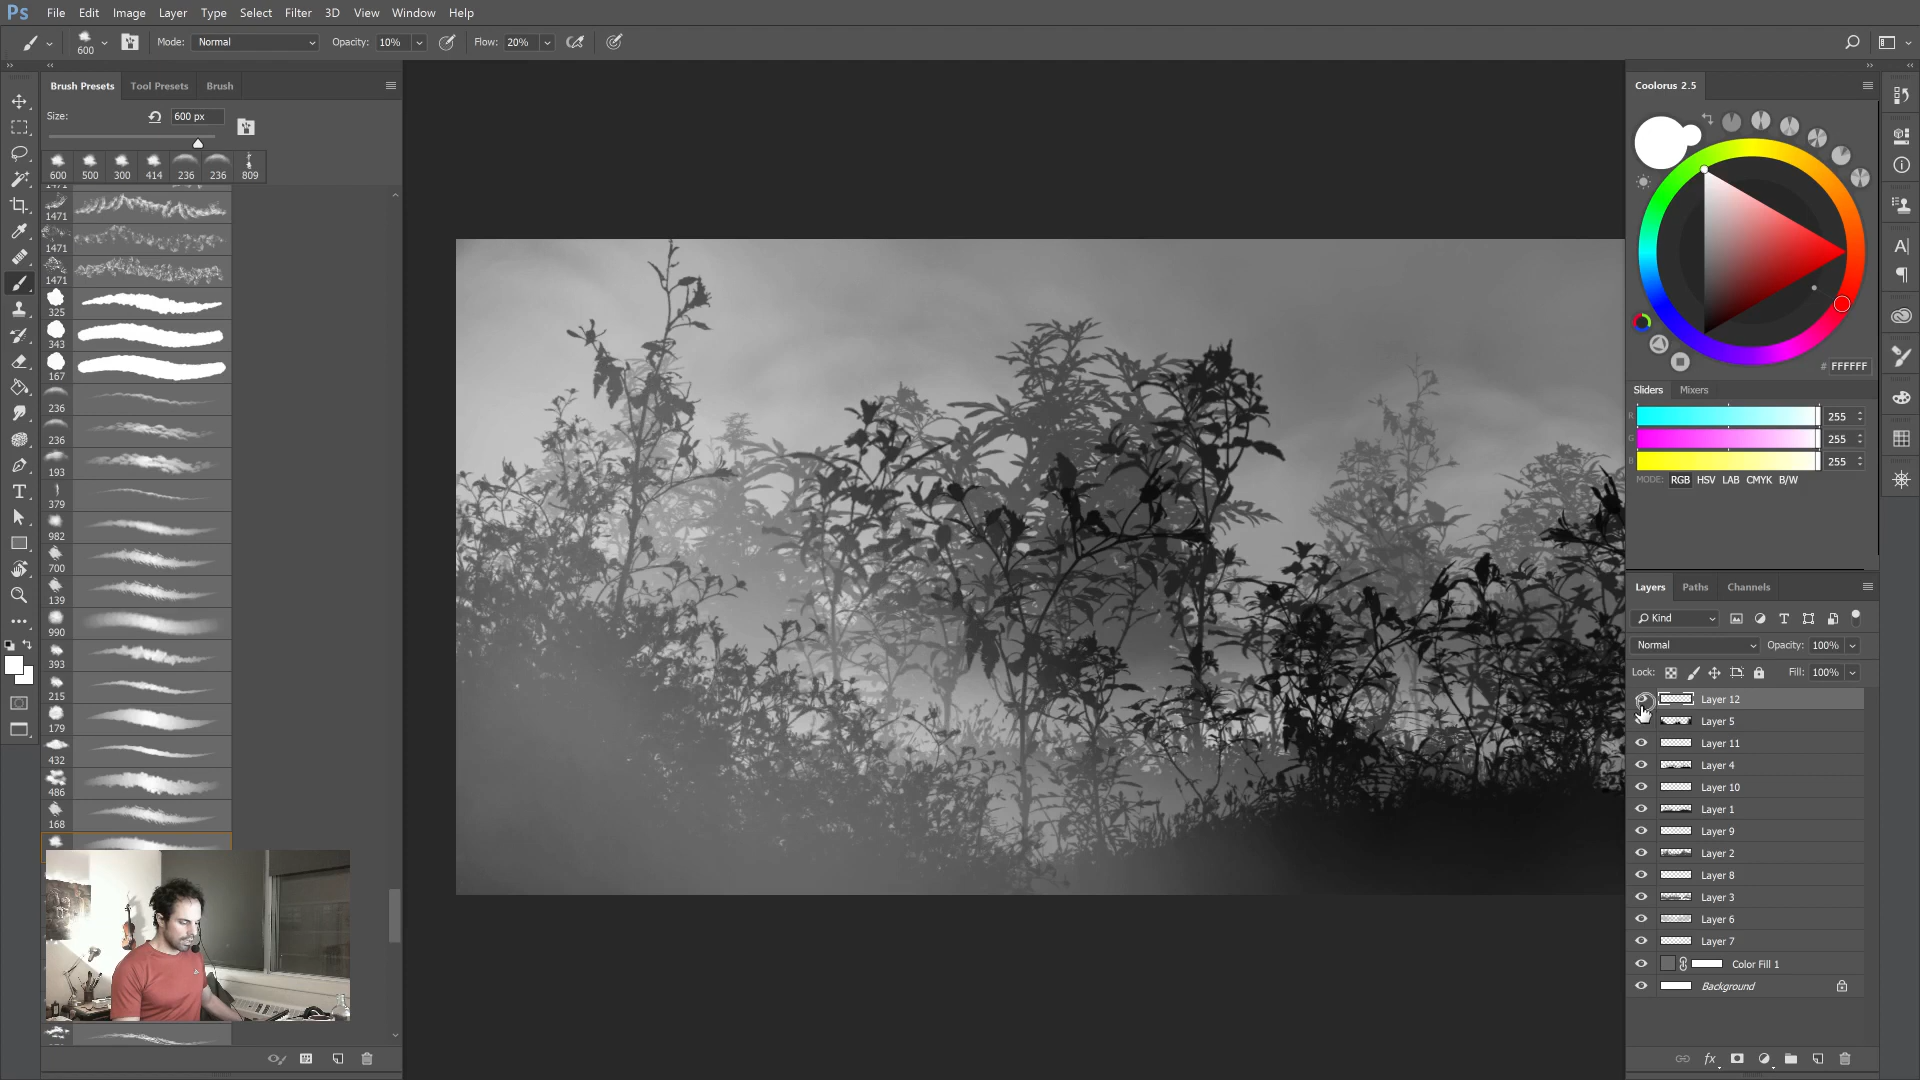 Ps File Edit Image Layer Type Select Filter 3D View Window Help
600 Mode: Normal Opacity: 10% Flow: 20%
Brush Presets Tool Presets Brush
Size: 600 px
600 500 300 414 236 236 809
1471
1471
1471
325
343
167
236
236
193
379
982
700
139
990
393
215
179
432
486
168
Coolorus 2.5
# FFFFFF
Sliders Mixers
R 255
G 255
B 255
MODE: RGB HSV LAB CMYK B/W
Layers Paths Channels
Kind
Normal Opacity: 100%
Lock: Fill: 100%
Layer 12
Layer 5
Layer 11
Layer 4
Layer 10
Layer 1
Layer 9
Layer 2
Layer 8
Layer 3
Layer 6
Layer 7
Color Fill 1
Background